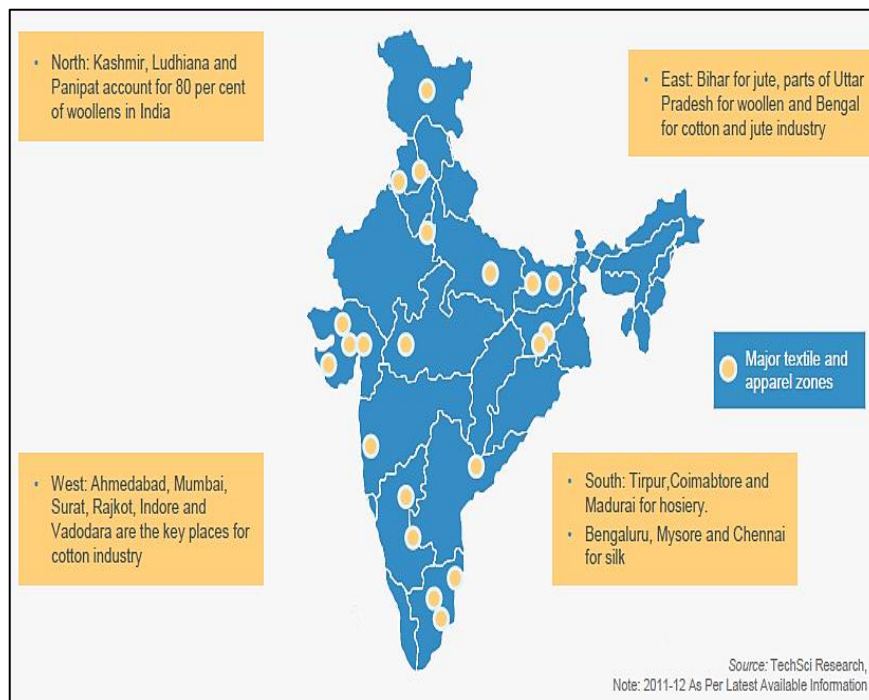 • North: Kashmir, Ludhiana and
Panipat account for 80 per cent
of woollens in India
• East: Bihar for jute, parts of Uttar
Pradesh for woollen and Bengal
for cotton and jute industry
Major textile and
apparel zones
• West: Ahmedabad, Mumbai,
Surat, Rajkot, Indore and
Vadodara are the key places for
cotton industry
• South: Tirpur,Coimabtore and
Madurai for hosiery.
• Bengaluru, Mysore and Chennai
for silk
Source: TechSci Research,
Note: 2011-12 As Per Latest Available Information